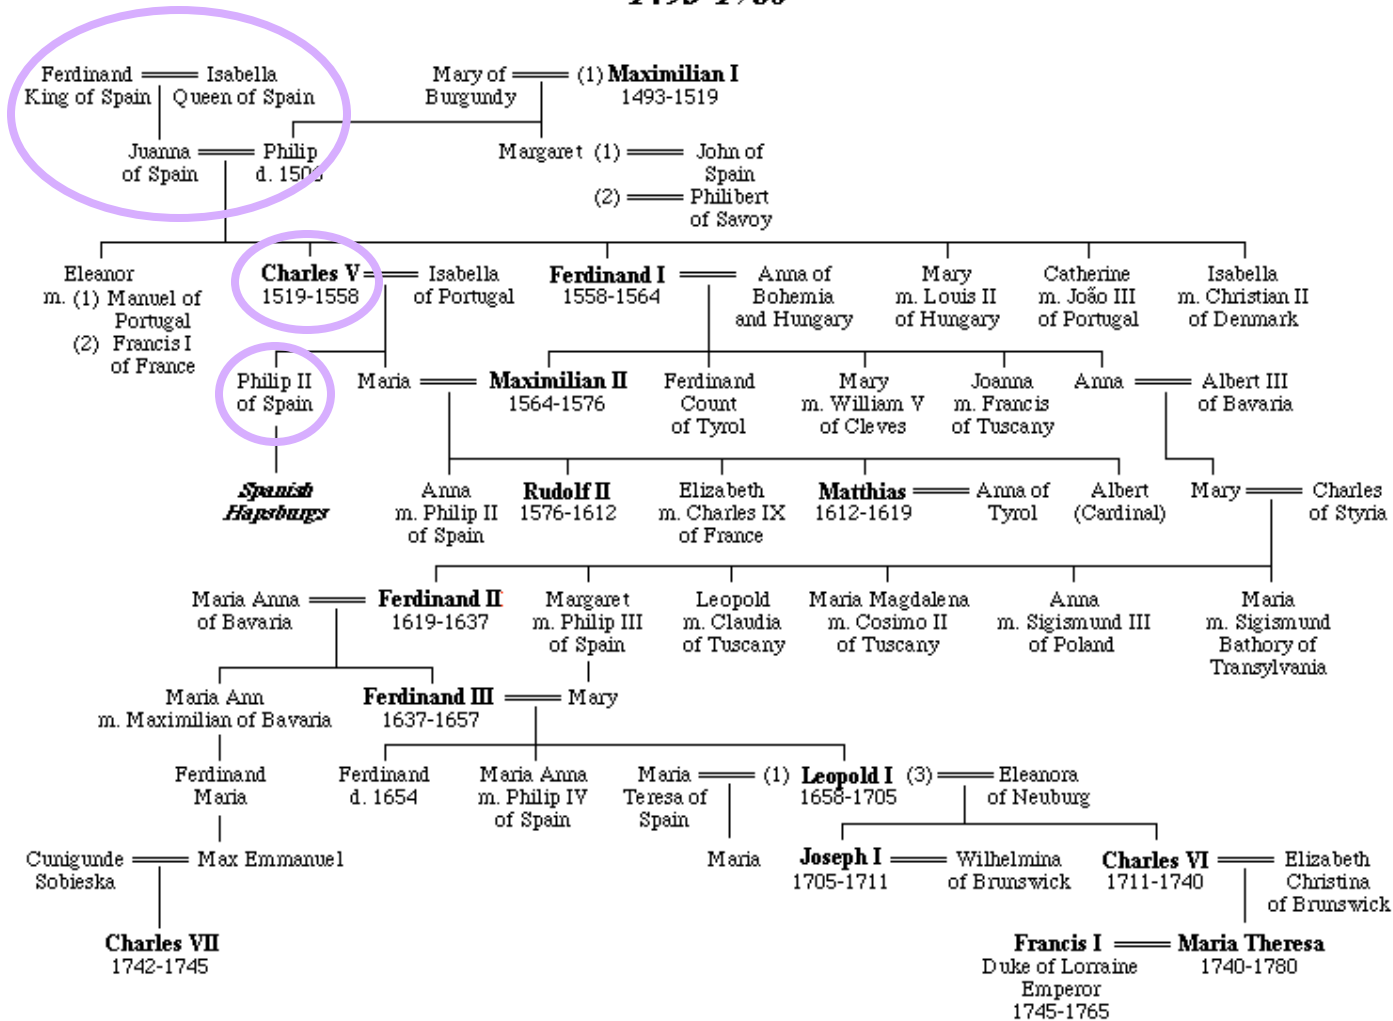 Ferdinand
King of Spain
Isabella
Queen of Spain
Mary of
Burgundy
(1) Maximilian I
1493-1519
Juanna
of Spain
Philip
d. 1506
Margaret (1)
John of
Spain
(2)
Philibert
of Savoy
Eleanor
m. (1) Manuel of
Portugal
(2) Francis I
of France
Charles V
1519-1558
Isabella
of Portugal
Ferdinand I
1558-1564
Anna of
Bohemia
and Hungary
Mary
m. Louis II
of Hungary
Catherine
m. João III
of Portugal
Isabella
m. Christian II
of Denmark
Philip II
of Spain
Maria
Maximilian II
1564-1576
Ferdinand
Count
of Tyrol
Mary
m. William V
of Cleves
Joanna
m. Francis
of Tuscany
Anna
Albert III
of Bavaria
Spanish
Hapsburgs
Anna
m. Philip II
of Spain
Rudolf II
1576-1612
Elizabeth
m. Charles IX
of France
Matthias
1612-1619
Anna of
Tyrol
Albert
(Cardinal)
Mary
Charles
of Styria
Maria Anna
of Bavaria
Ferdinand II
1619-1637
Margaret
m. Philip III
of Spain
Leopold
m. Claudia
of Tuscany
Maria Magdalena
m. Cosimo II
of Tuscany
Anna
m. Sigismund III
of Poland
Maria
m. Sigismund
Bathory of
Transylvania
Maria Ann
m. Maximilian of Bavaria
Ferdinand III
1637-1657
Mary
Ferdinand
Maria
Ferdinand
d. 1654
Maria Anna
m. Philip IV
of Spain
Maria
Teresa of
Spain
(1) Leopold I (3)
1658-1705
Eleanora
of Neuburg
Cunigunde
Sobieska
Max Emmanuel
Maria
Joseph I
1705-1711
Wilhelmina
of Brunswick
Charles VI
1711-1740
Elizabeth
Christina
of Brunswick
Charles VII
1742-1745
Francis I
Duke of Lorraine
Emperor
1745-1765
Maria Theresa
1740-1780